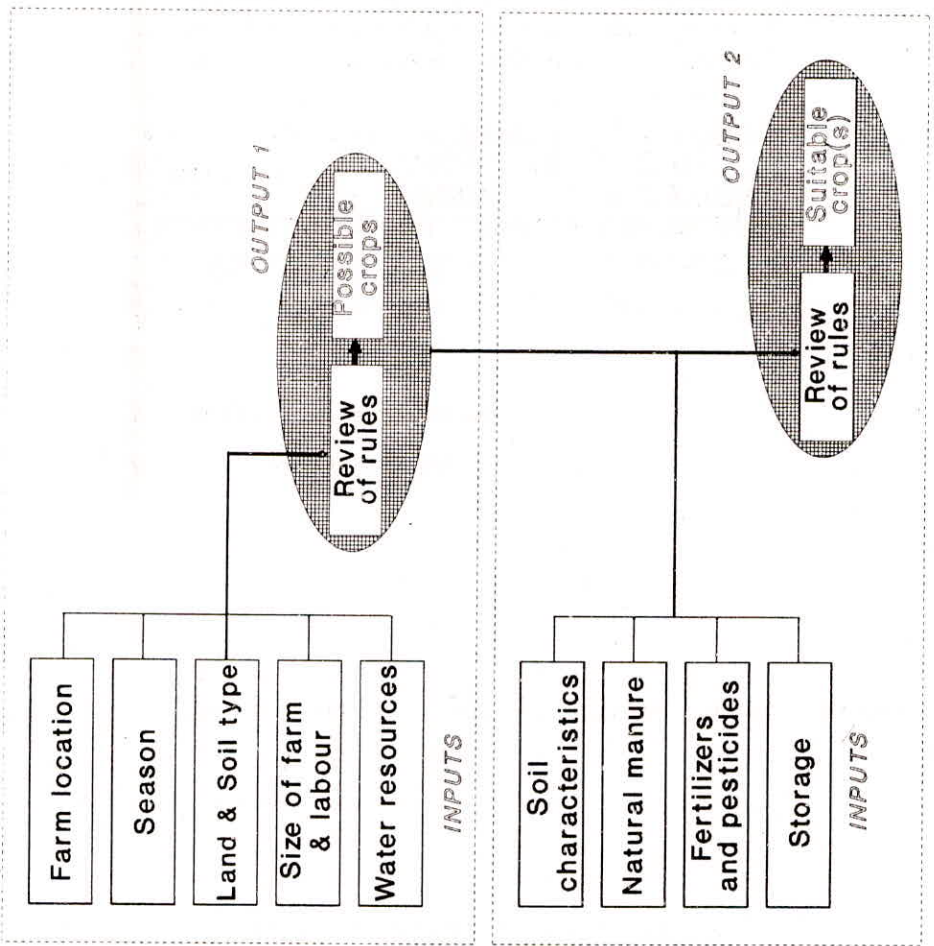 Farm location
Season
Land & Soil type
Size of farm
& labour
Water resources
INPUTS
Review
of rules
Possible
crops
OUTPUT 1
Soil
characteristics
Natural manure
Fertilizers
and pesticides
Storage
INPUTS
Review
of rules
Suitable
crop(s)
OUTPUT 2